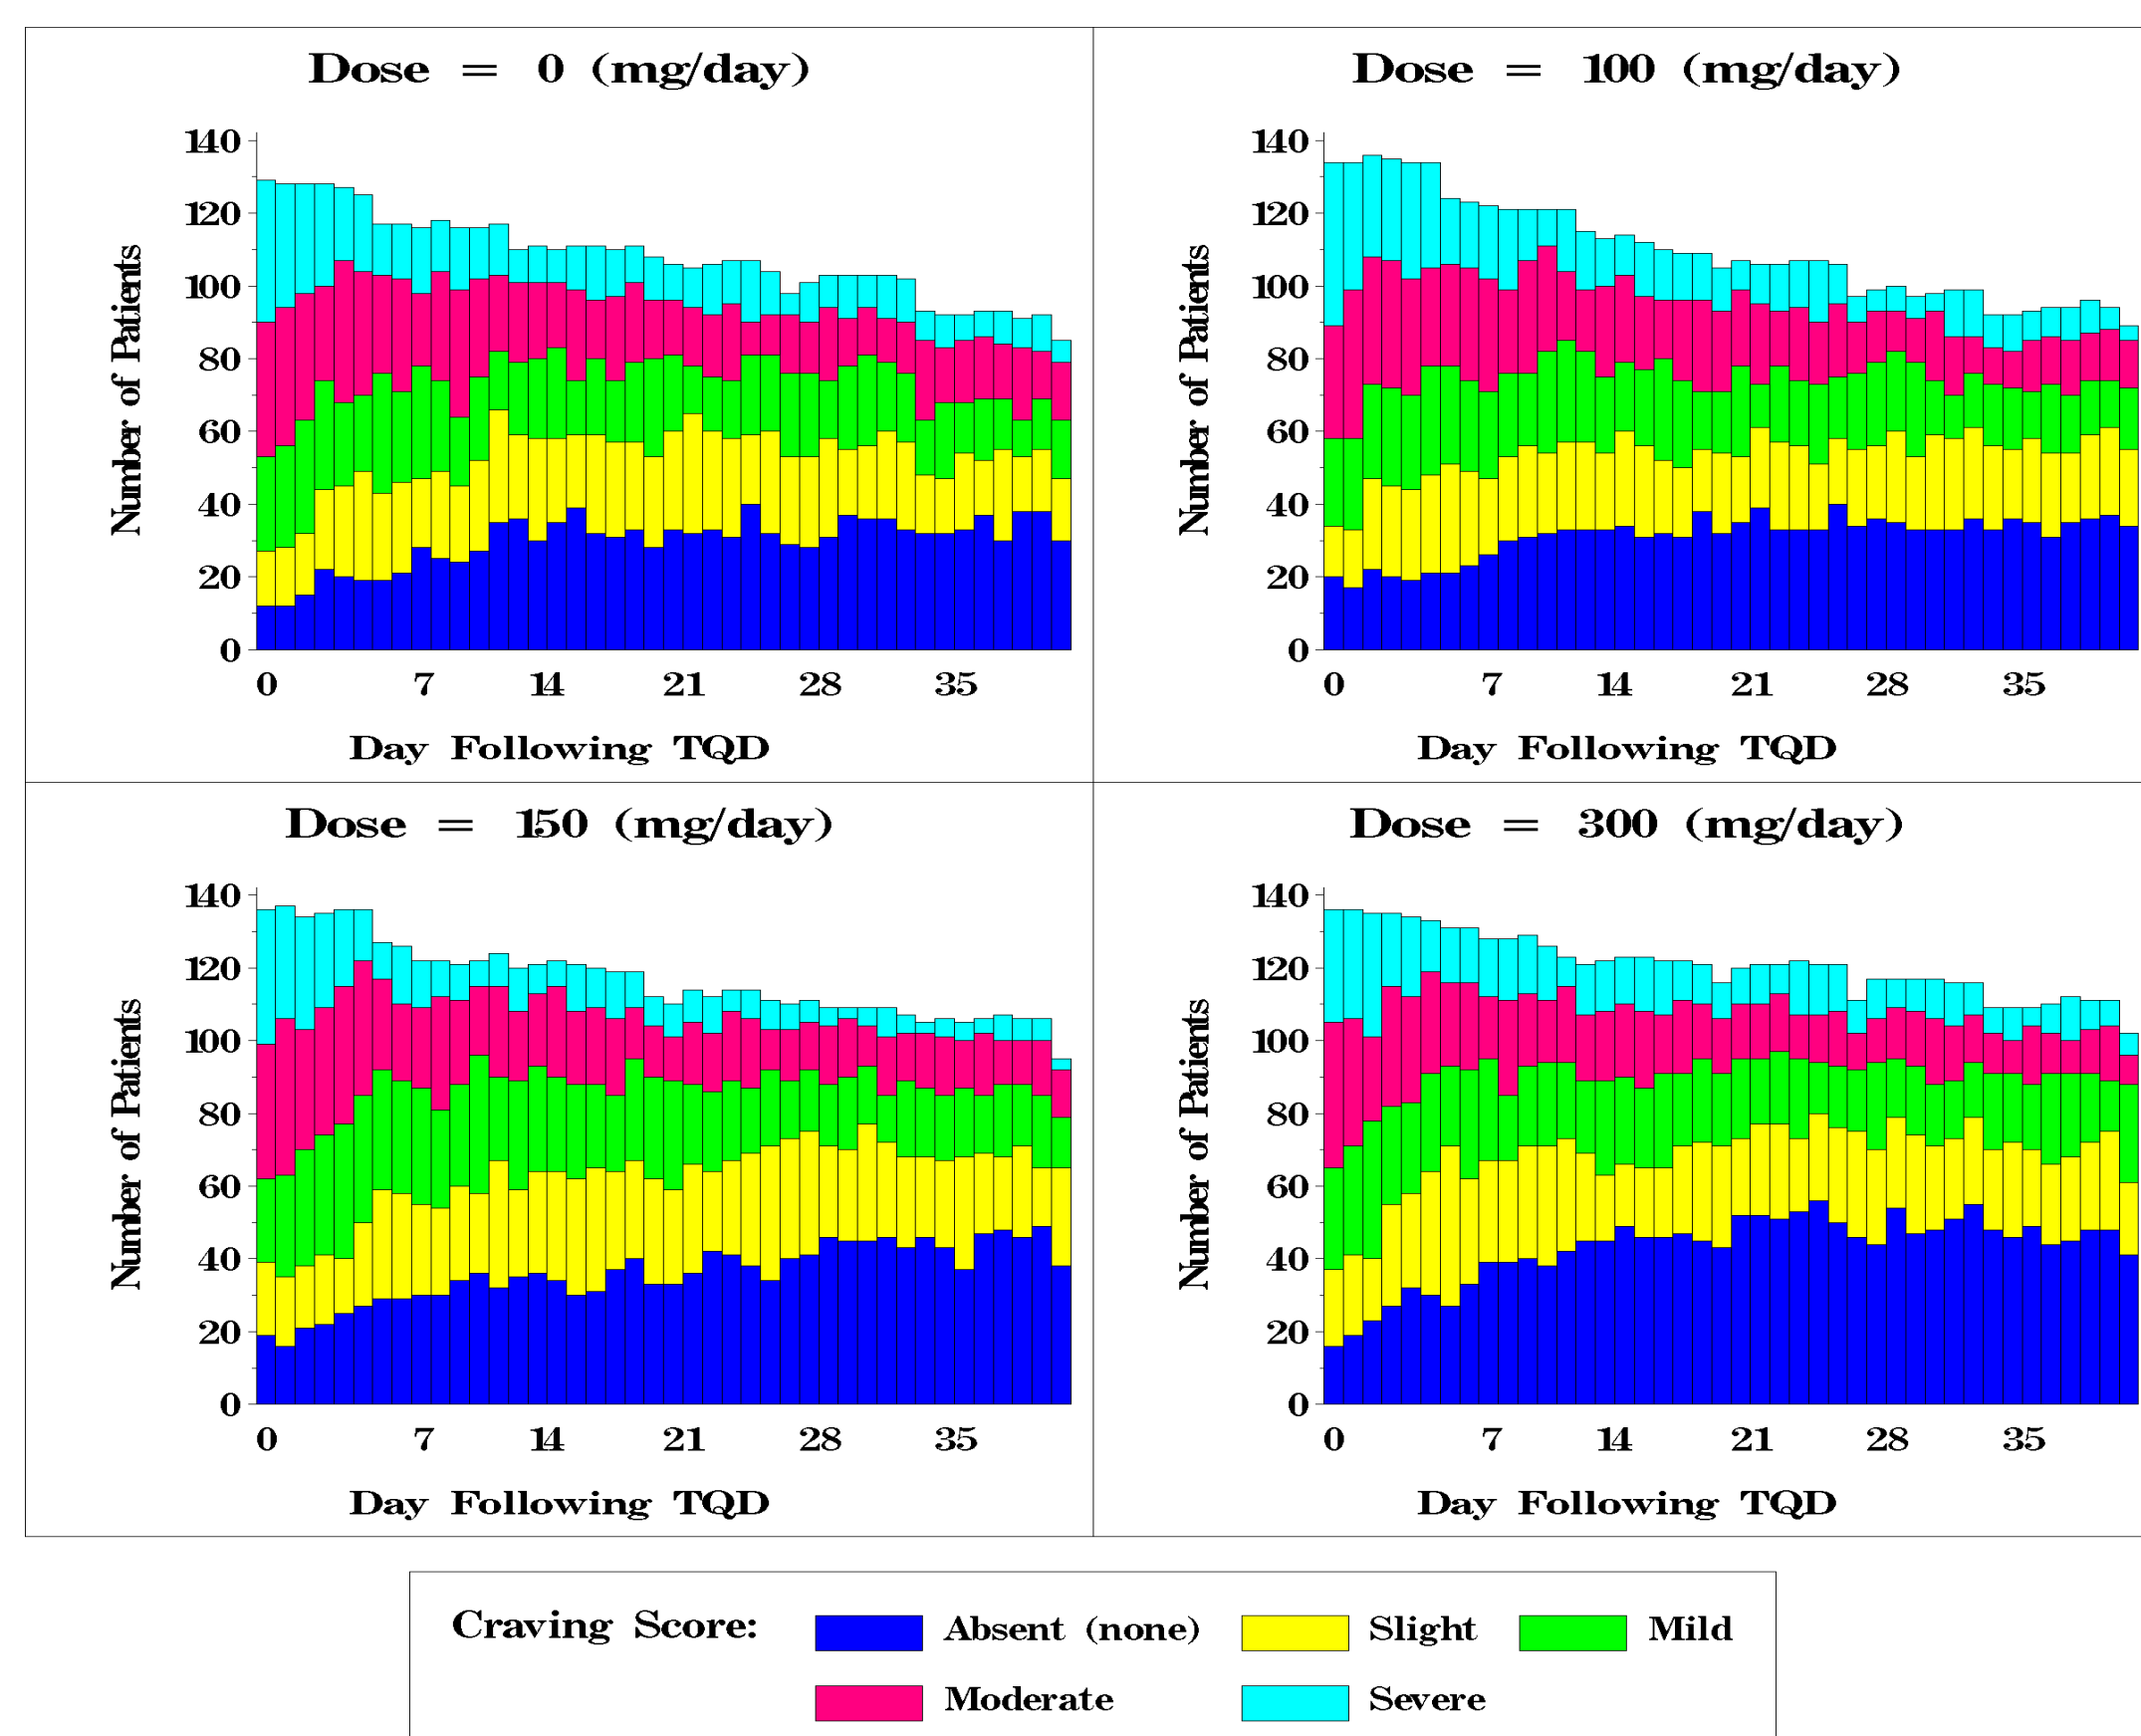 Dose = 0 (mg/day)
Number of Patients
140
120
100
80
60
40
20
0
0 7 14 21 28 35
Day Following TQD
Dose = 100 (mg/day)
Number of Patients
140
120
100
80
60
40
20
0
0 7 14 21 28 35
Day Following TQD
Dose = 150 (mg/day)
Number of Patients
140
120
100
80
60
40
20
0
0 7 14 21 28 35
Day Following TQD
Dose = 300 (mg/day)
Number of Patients
140
120
100
80
60
40
20
0
0 7 14 21 28 35
Day Following TQD
Craving Score: Absent (none) Slight Mild
Moderate Severe